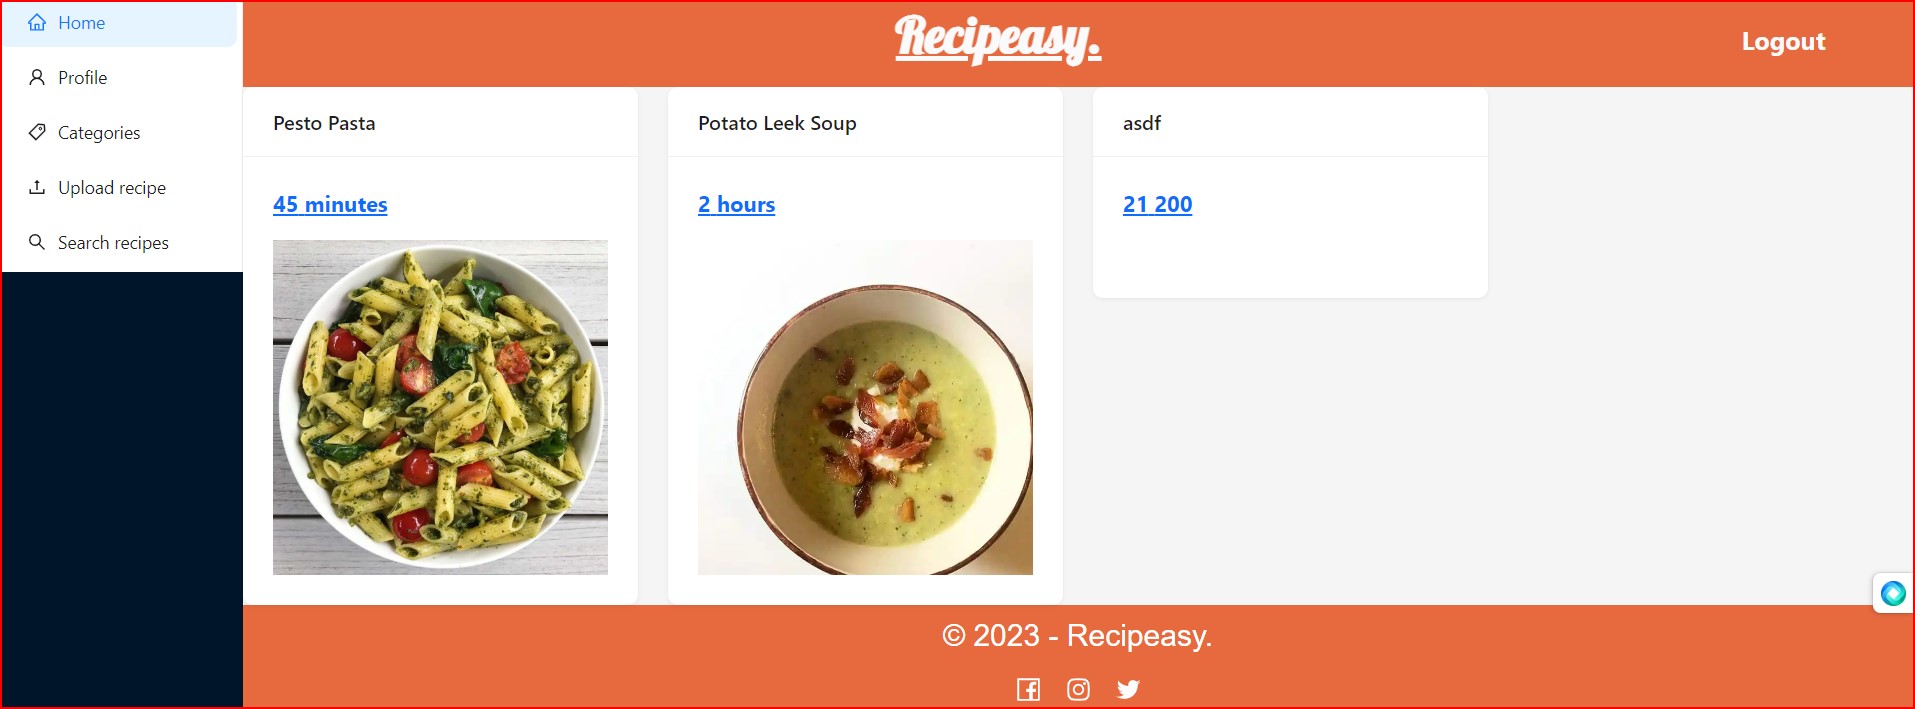 Home
Profile
Categories
Upload recipe
Search recipes
Recipeasy.
Logout
Pesto Pasta
45 minutes
Potato Leek Soup
2 hours
asdf
21 200
© 2023 - Recipeasy.